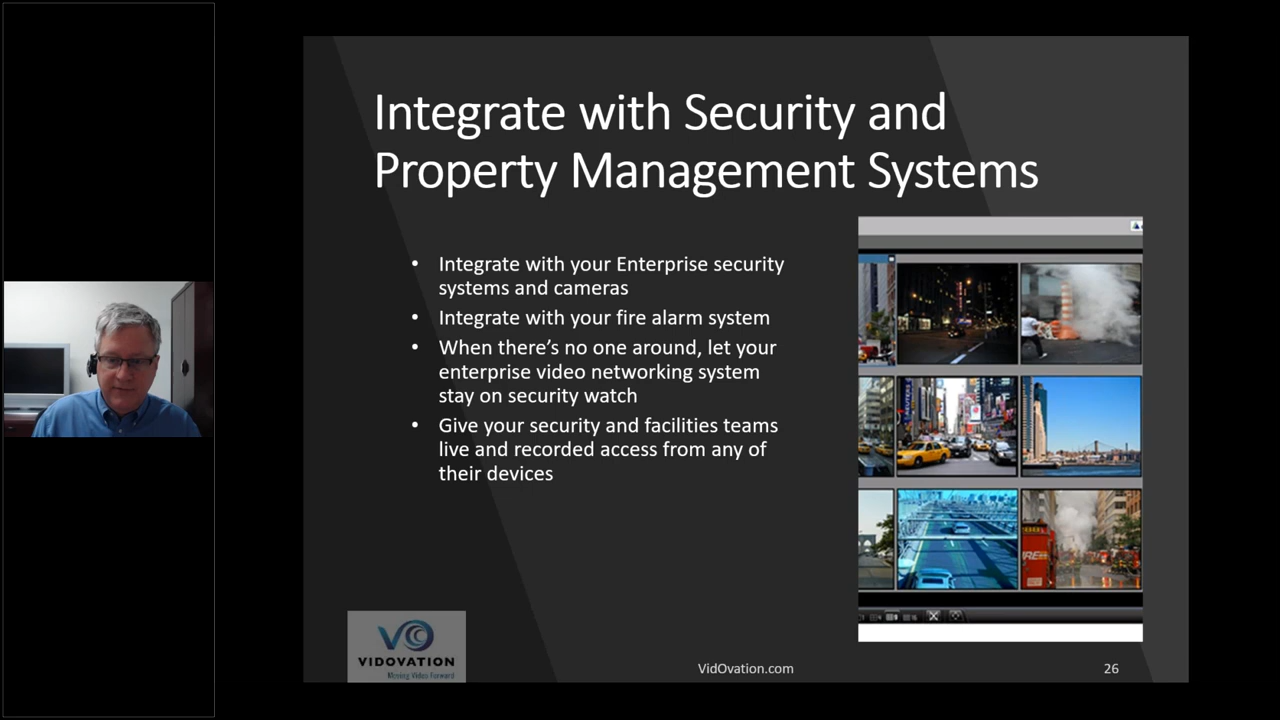 Integrate with Security and
Property Management Systems
• Integrate with your Enterprise security
systems and cameras
• Integrate with your fire alarm system
• When there's no one around, let your
enterprise video networking system
stay on security watch
• Give your security and facilities teams
live and recorded access from any of
their devices
VIDOVATION
Moving Video Forward
VidOvation.com
26